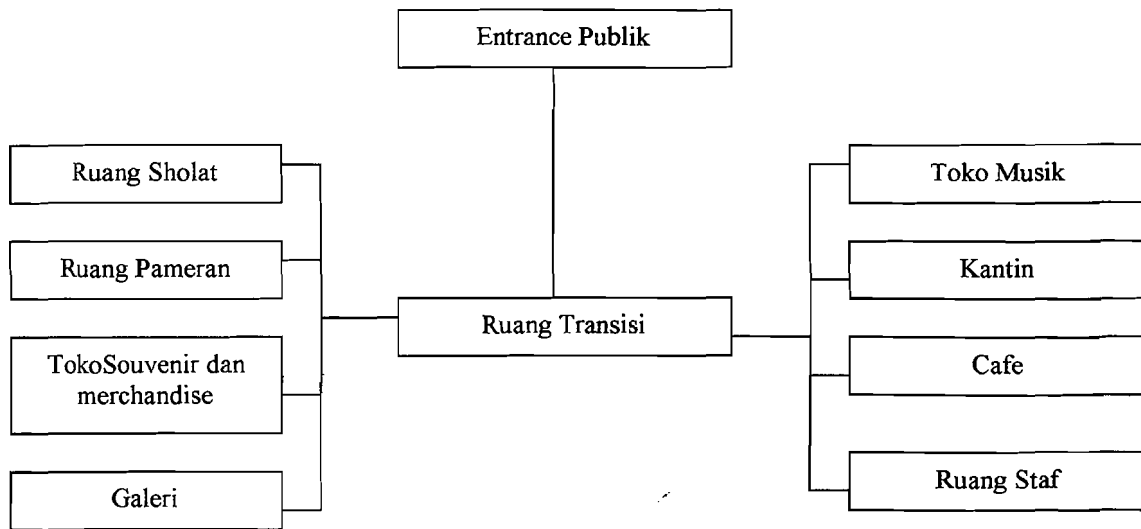 Entrance Publik
Ruang Sholat
Toko Musik
Ruang Pameran
Kantin
Ruang Transisi
TokoSouvenir dan
merchandise
Cafe
Galeri
Ruang Staf